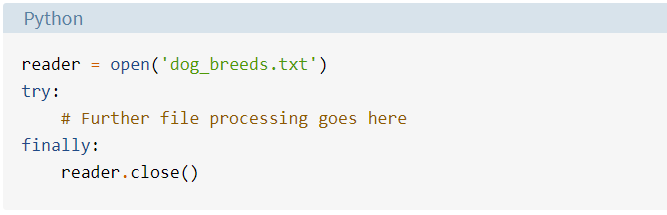 Python
reader = open('dog_breeds.txt')
try:
    # Further file processing goes here
finally:
    reader.close()